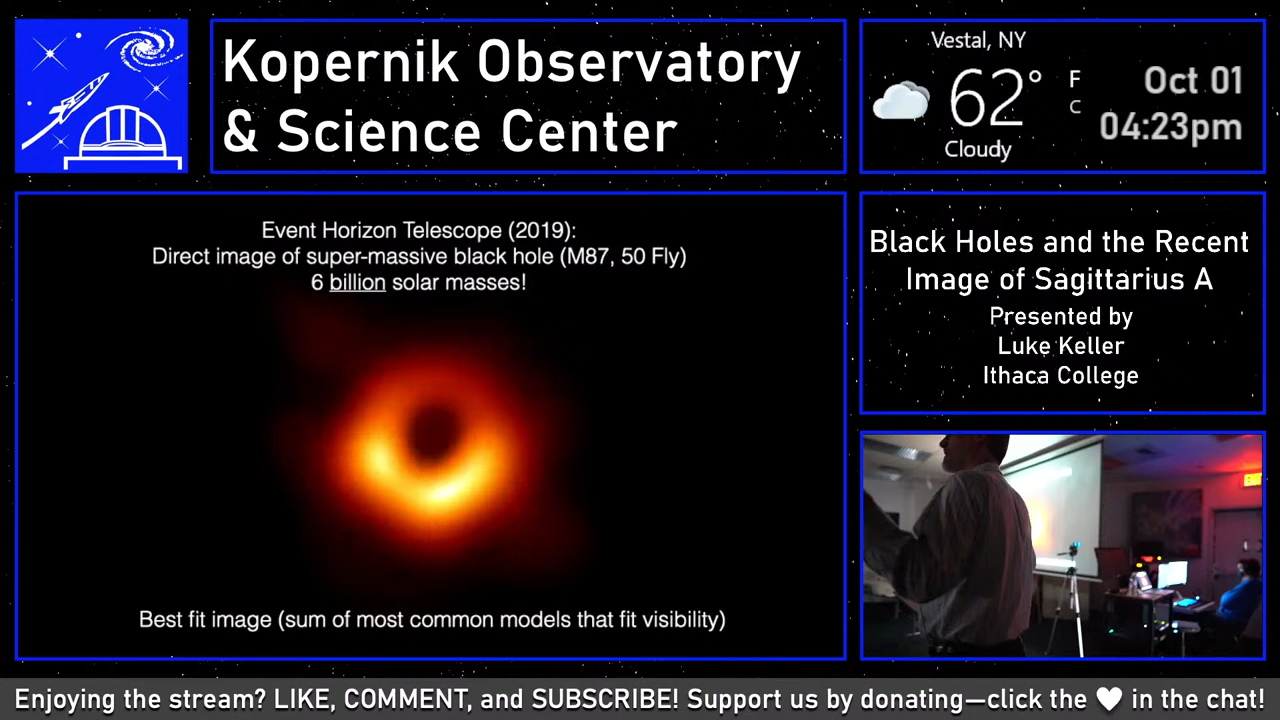 Kopernik Observatory
& Science Center
Vestal, NY
62°
F
C
Cloudy
Oct 01
04:23pm
Event Horizon Telescope (2019):
Direct image of super-massive black hole (M87, 50 Fly)
6 billion solar masses!
Best fit image (sum of most common models that fit visibility)
Black Holes and the Recent
Image of Sagittarius A
Presented by
Luke Keller
Ithaca College
Enjoying the stream? LIKE, COMMENT, and SUBSCRIBE! Support us by donating—click the ♥ in the chat!